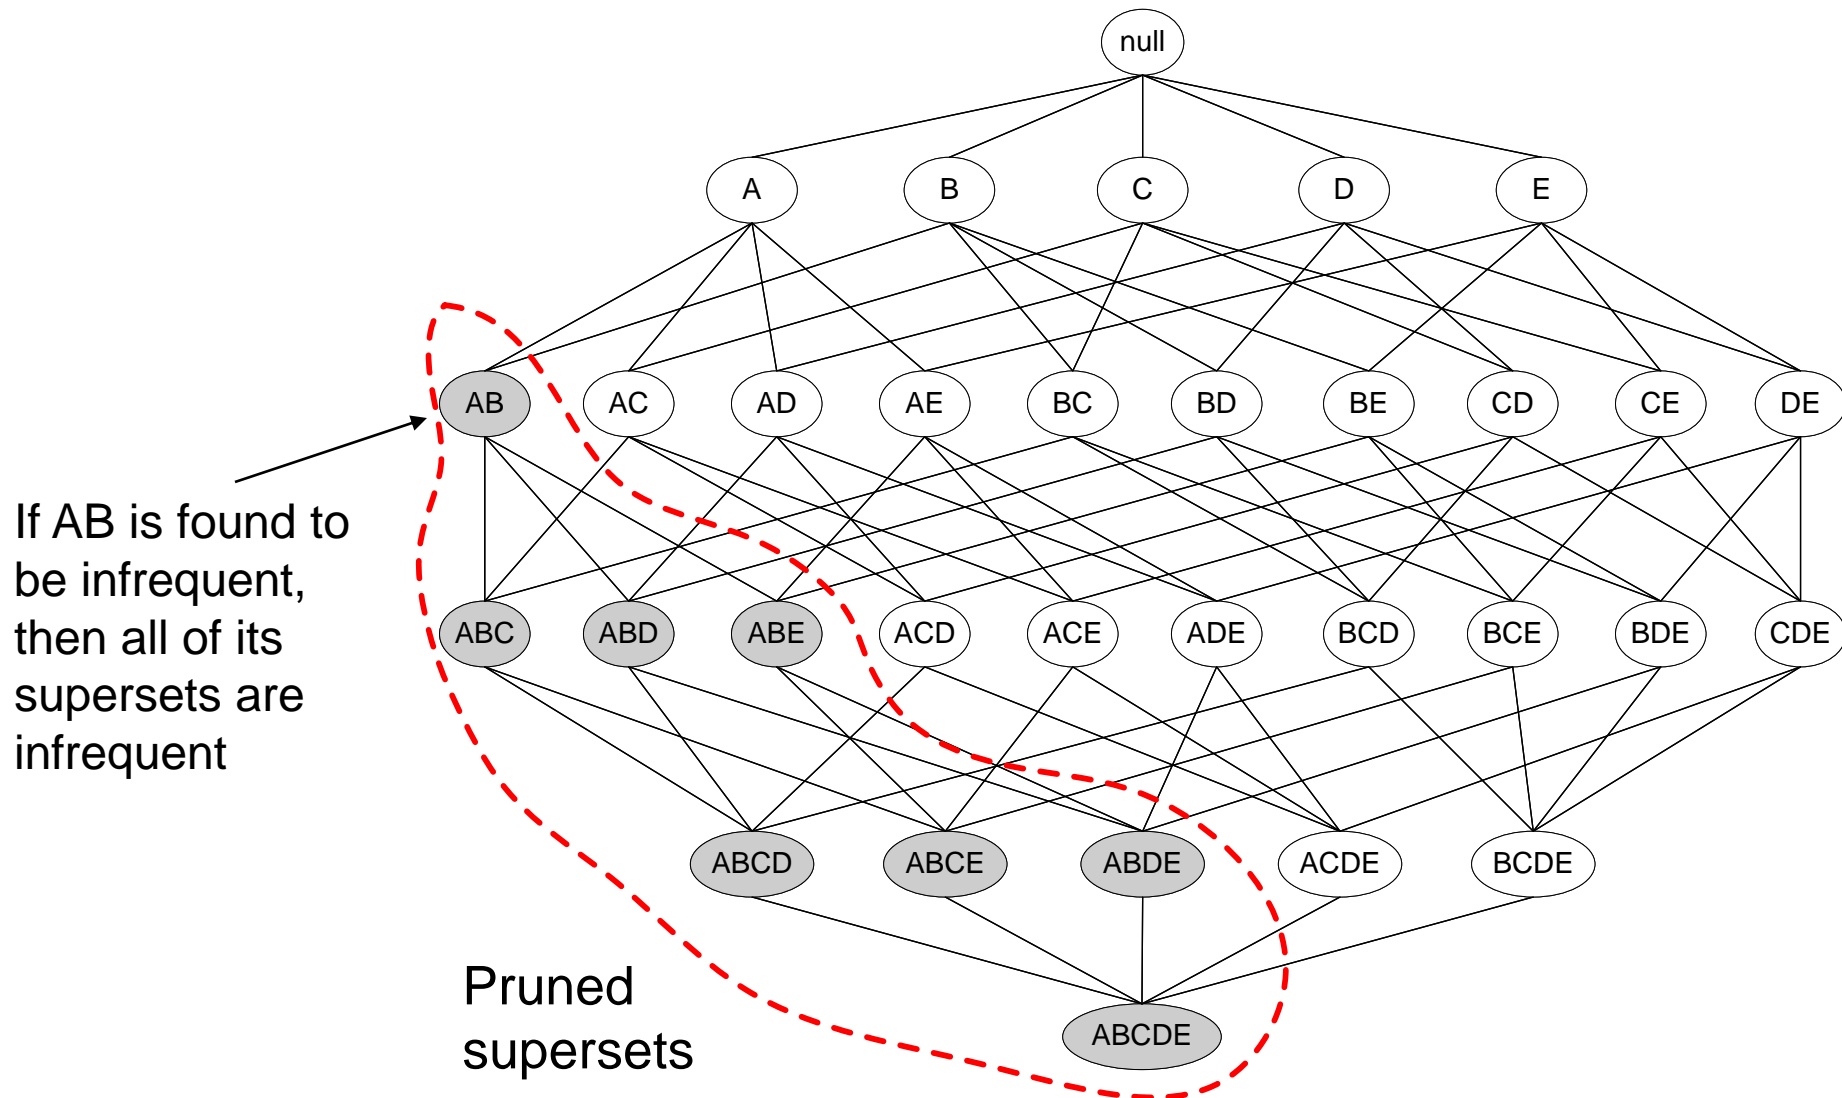 null
A B C D E
AB AC AD AE BC BD BE CD CE DE
If AB is found to
be infrequent,
then all of its
supersets are
infrequent
ABC ABD ABE ACD ACE ADE BCD BCE BDE CDE
ABCD ABCE ABDE ACDE BCDE
Pruned
supersets
ABCDE